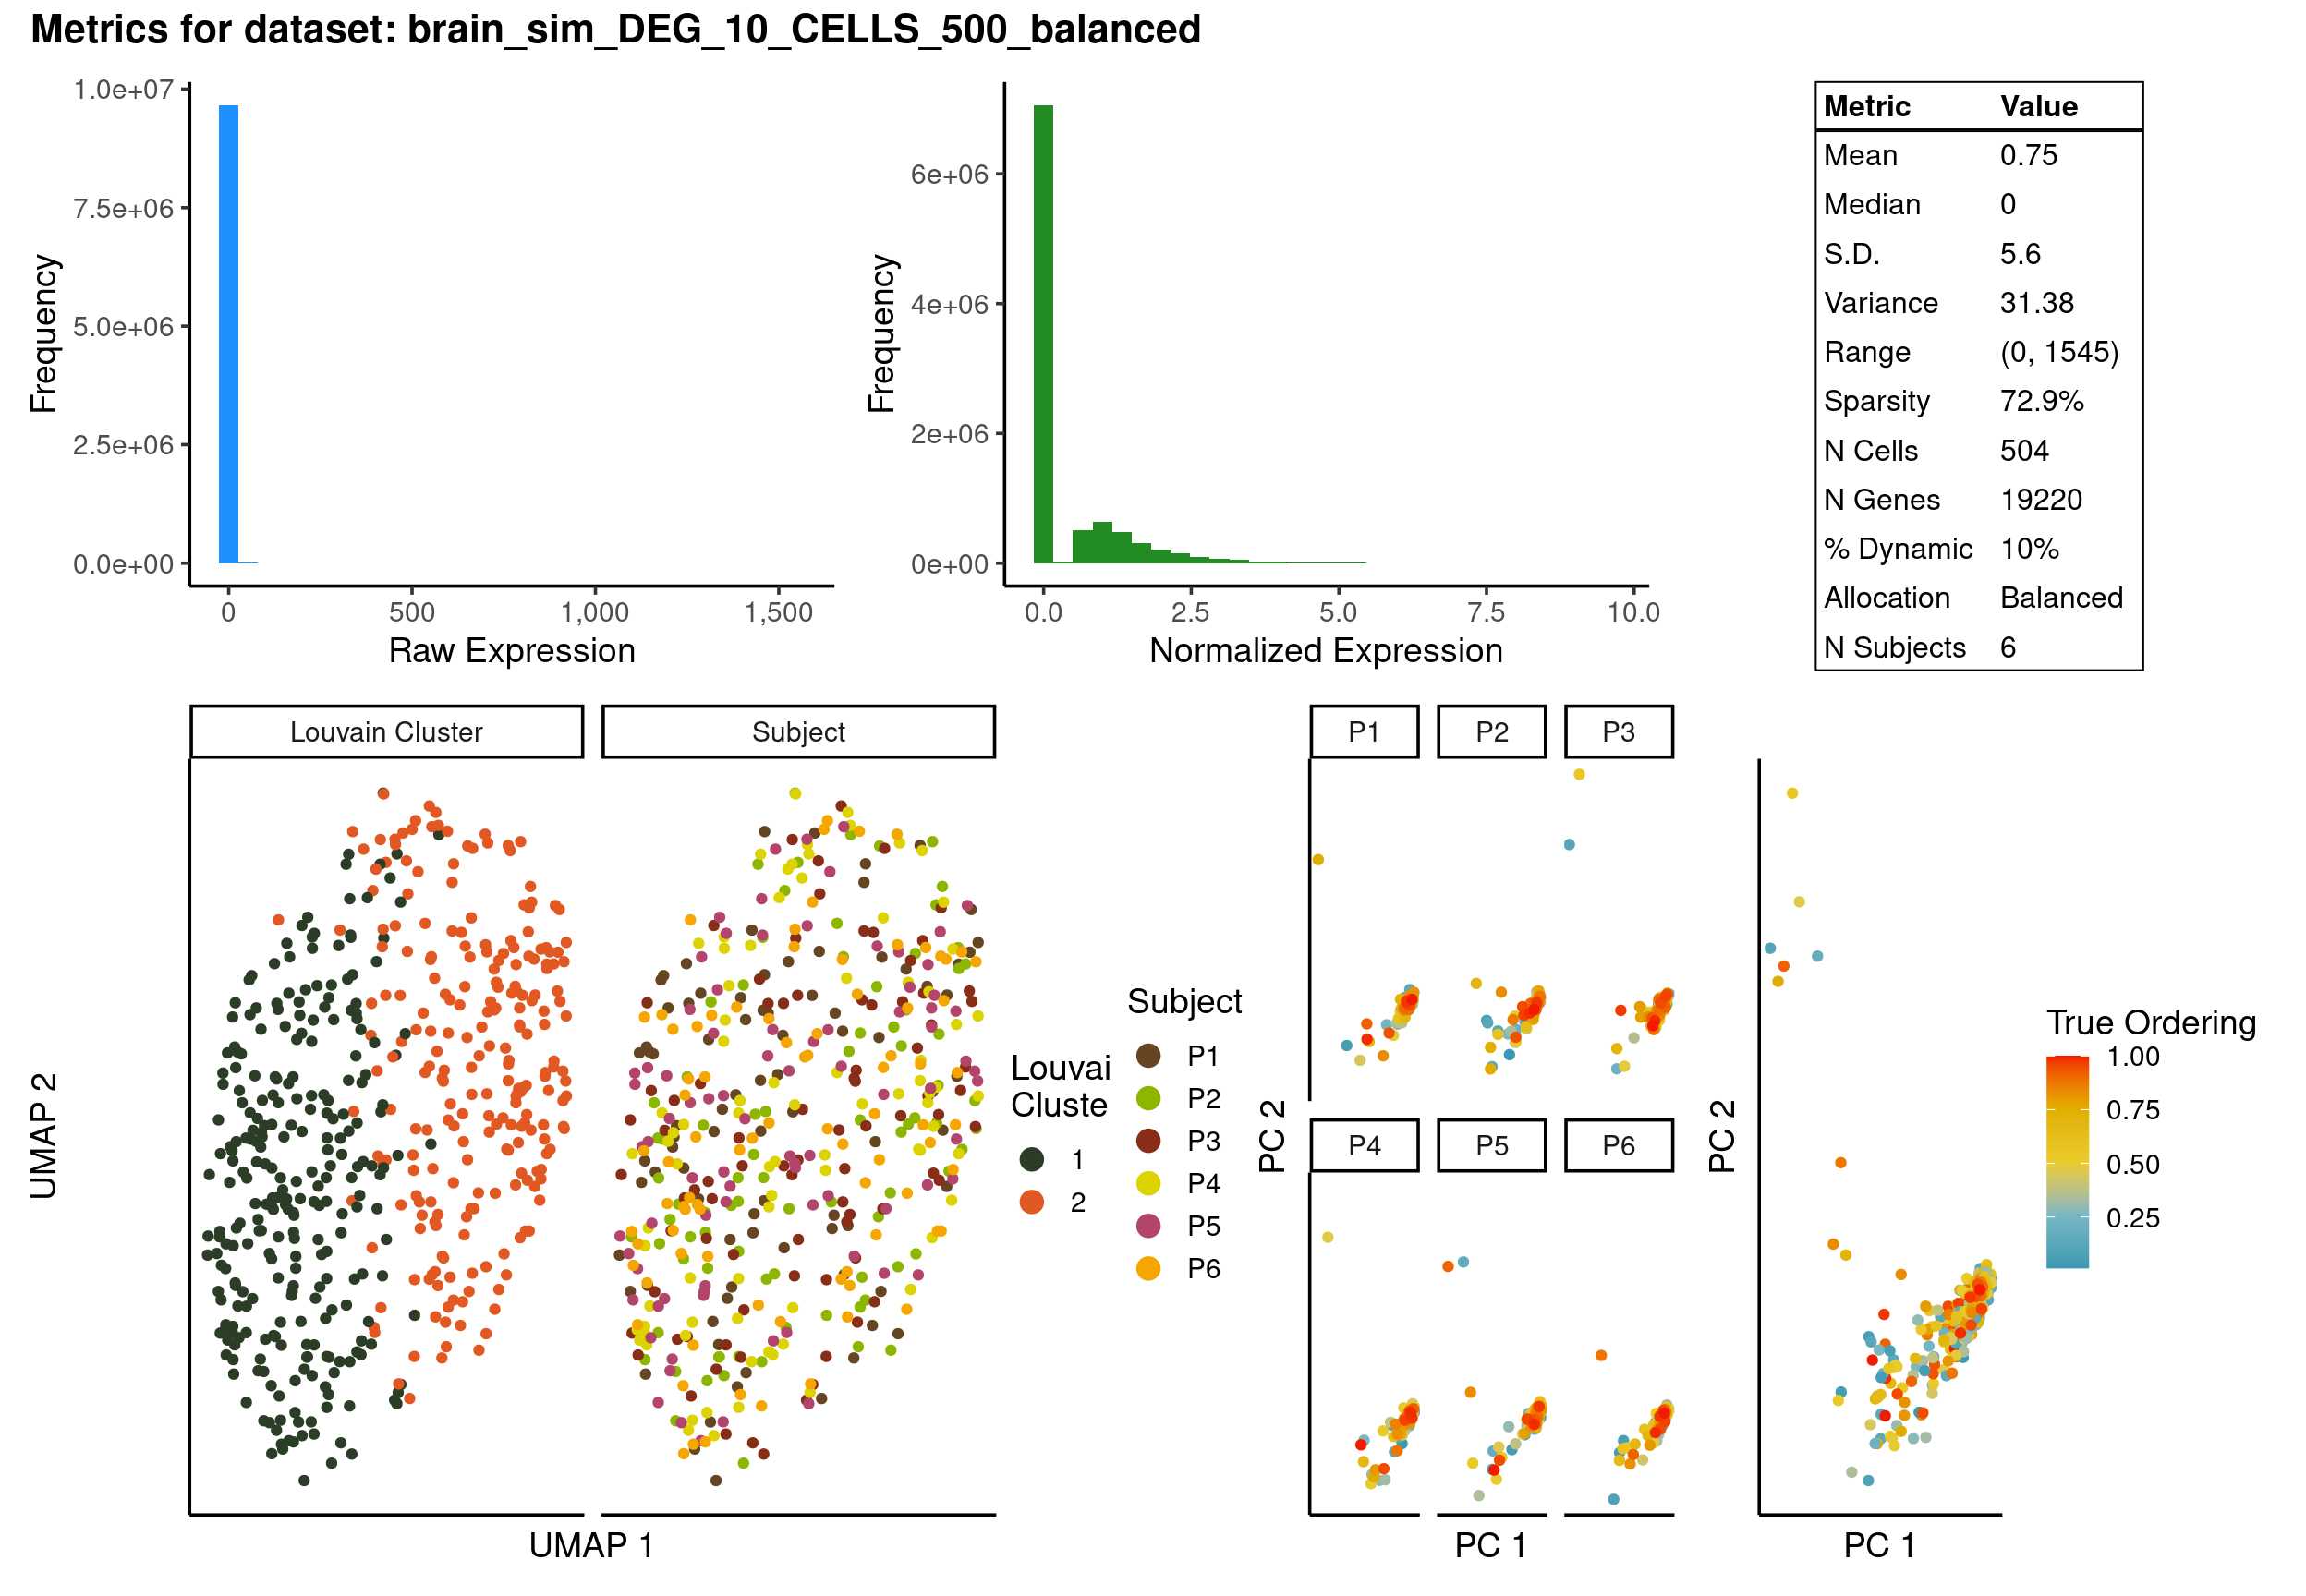 Metrics for dataset: brain_sim_DEG_10_CELLS_500_balanced
1.0e+07
7.5e+06
5.0e+06
2.5e+06
0.0e+00
Frequency
0
500
1,000
1,500
Raw Expression
6e+06
4e+06
2e+06
0e+00
Frequency
0.0
2.5
5.0
7.5
10.0
Normalized Expression
Metric Value
Mean 0.75
Median 0
S.D. 5.6
Variance 31.38
Range (0, 1545)
Sparsity 72.9%
N Cells 504
N Genes 19220
% Dynamic 10%
Allocation Balanced
N Subjects 6
Louvain Cluster
Subject
UMAP 2
UMAP 1
Louvai
Cluste
1
2
Subject
P1
P2
P3
P4
P5
P6
P1
P2
P3
P4
P5
P6
PC 2
PC 1
PC 2
PC 1
True Ordering
1.00
0.75
0.50
0.25